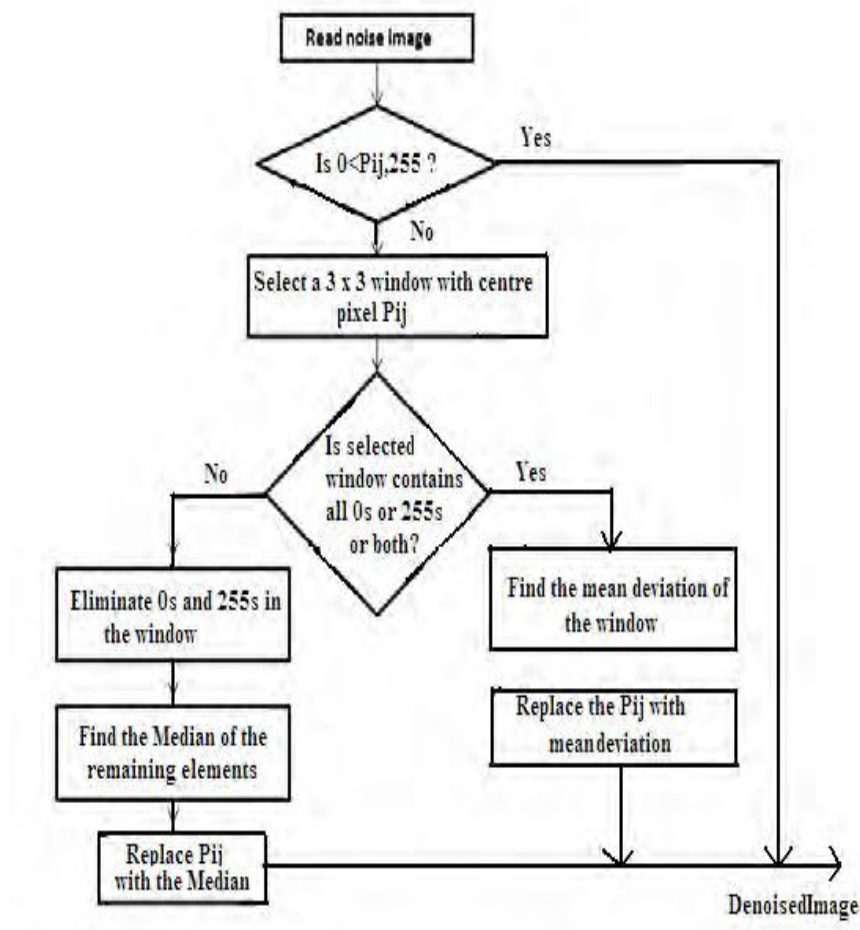 Read noise image
Is 0<Pij,255 ?
Yes
No
Select a 3 x 3 window with centre
pixel Pij
Is selected
window contains
all 0s or 255s
or both?
No
Yes
Eliminate 0s and 255s in
the window
Find the mean deviation of
the window
Find the Median of the
remaining elements
Replace the Pij with
meandeviation
Replace Pij
with the Median
DenoisedImage